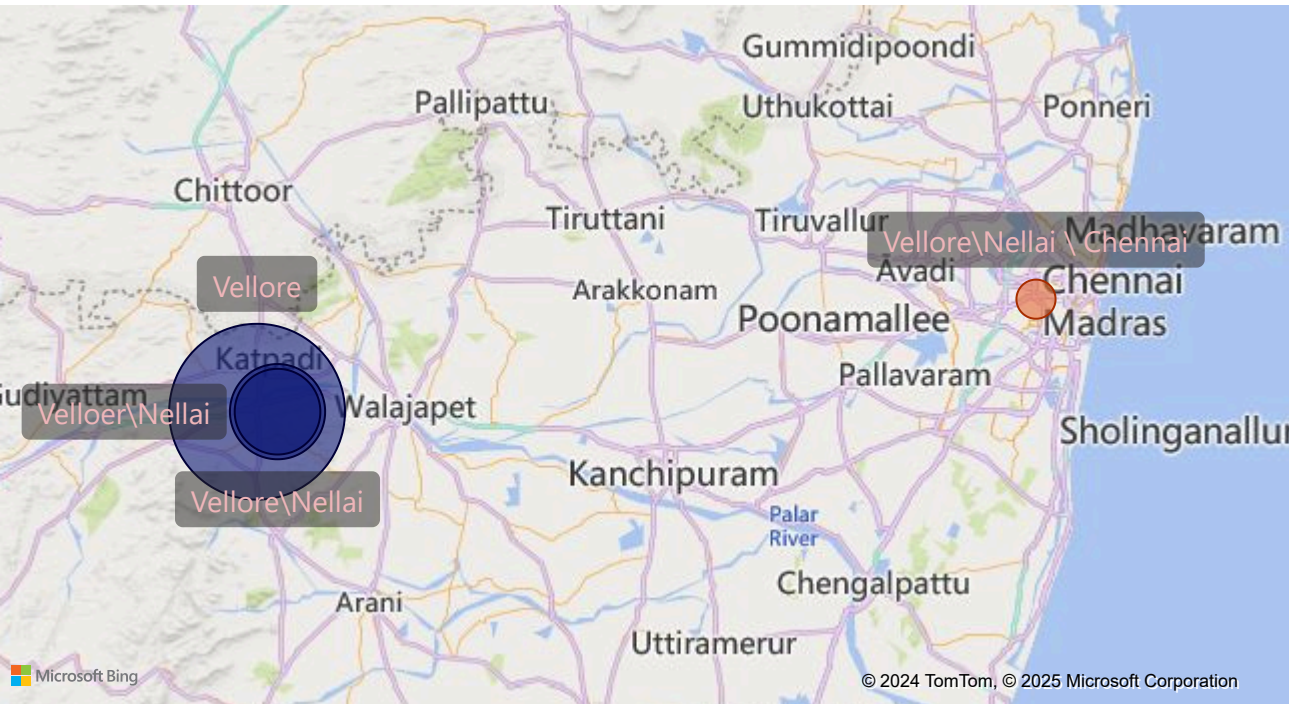 Gummidipoondi
Pallipattu
Uthukottai
Ponneri
Chittoor
Tiruttani
Tiruvallur
Madhavaram
Vellore\Nellai \ Chennai
Avadi
Vellore
Arakkonam
Chennai
Poonamallee
Madras
Katpadi
Pallavaram
Gudiyattam
Velloer\Nellai
Walajapet
Sholinganallur
Kanchipuram
Vellore\Nellai
Palar
River
Chengalpattu
Arani
Uttiramerur
Microsoft Bing
© 2024 TomTom, © 2025 Microsoft Corporation